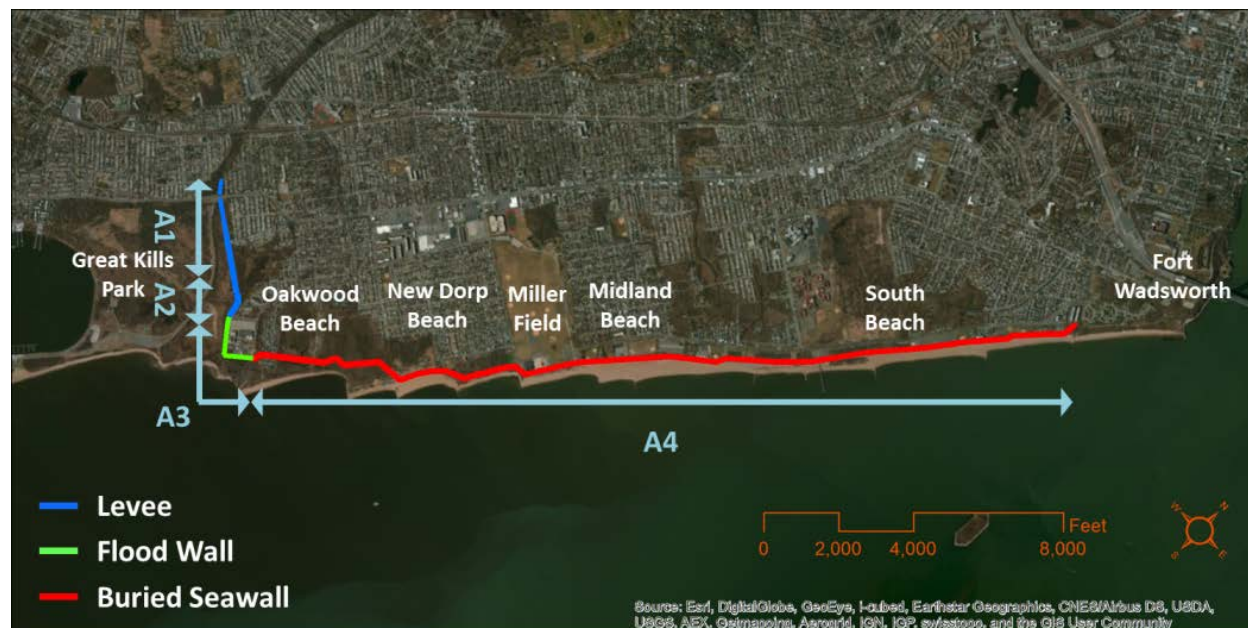 A1
Great Kills
Park
A2
Oakwood
Beach
New Dorp
Beach
Miller
Field
Midland
Beach
South
Beach
Fort
Wadsworth
A3
A4
Levee
Flood Wall
Buried Seawall
Feet
0 2,000 4,000 8,000
W N
S E
Source: Esri, DigitalGlobe, GeoEye, i-cubed, Earthstar Geographics, CNES/Airbus DS, USDA,
USGS, AEX, Getmapping, Aerogrid, IGN, IGP, swisstopo, and the GIS User Community